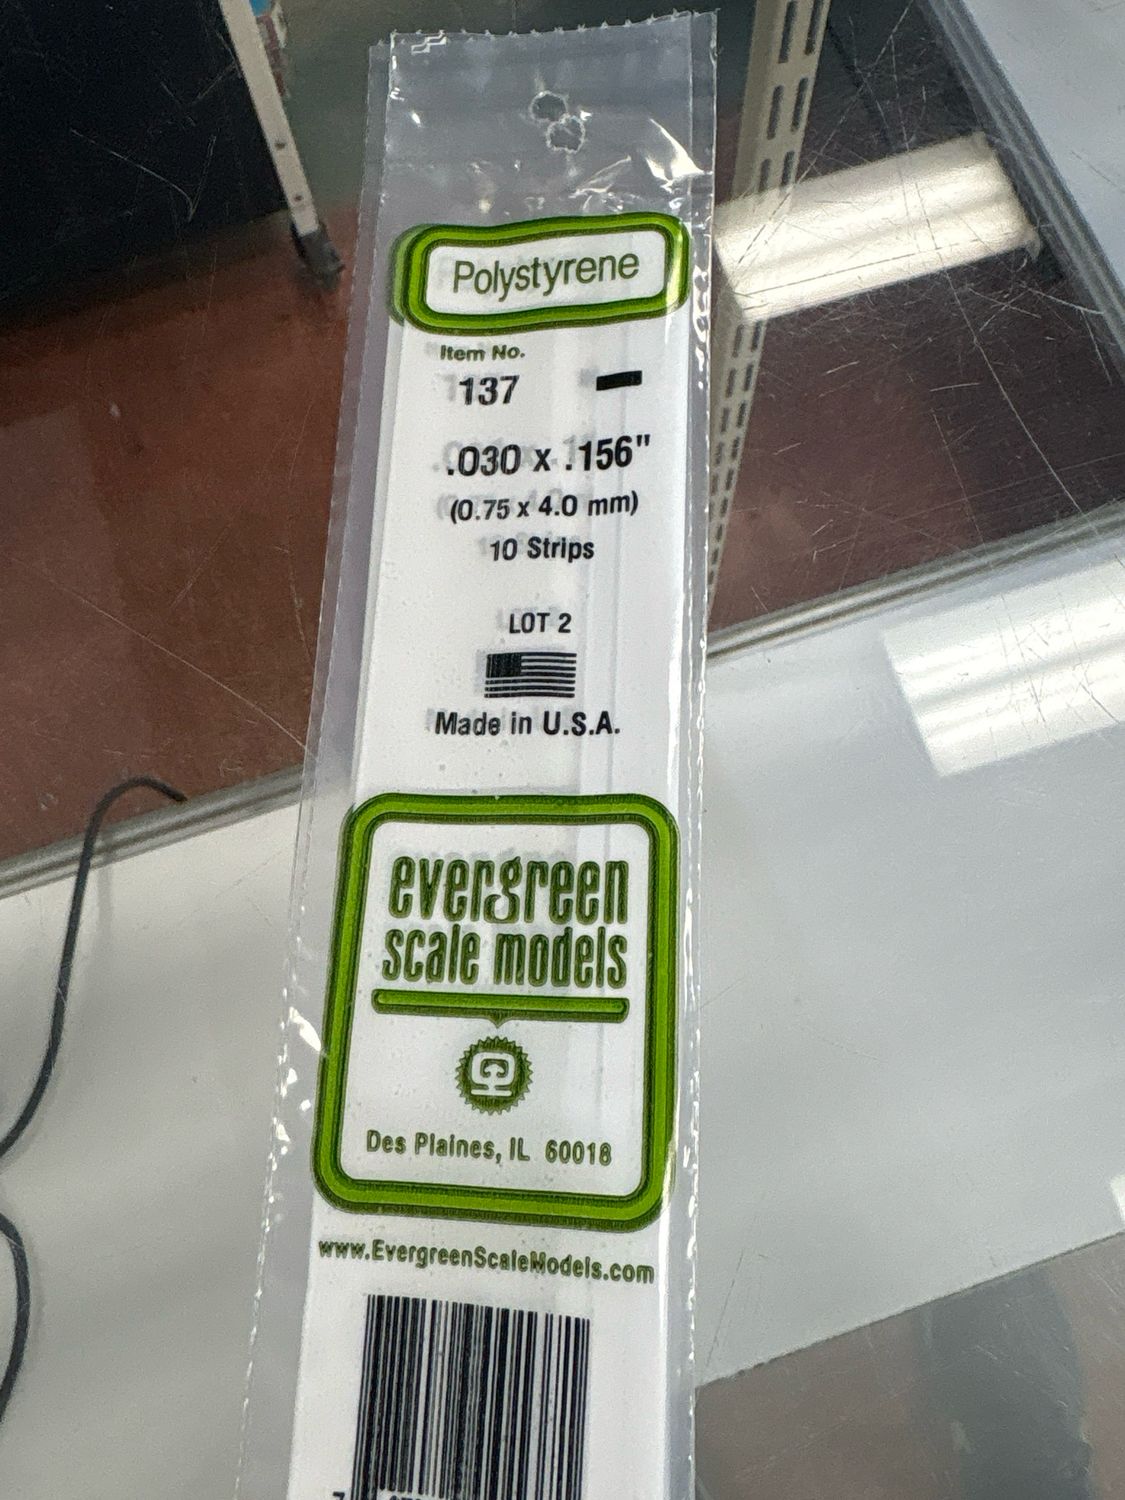 Polystyrene
Item No.
137
.030 x .156"
(0.75 x 4.0 mm)
10 Strips
LOT 2
Made in U.S.A.
evergreen
scale models
Des Plaines, IL 60018
www.EvergreenScaleModels.com